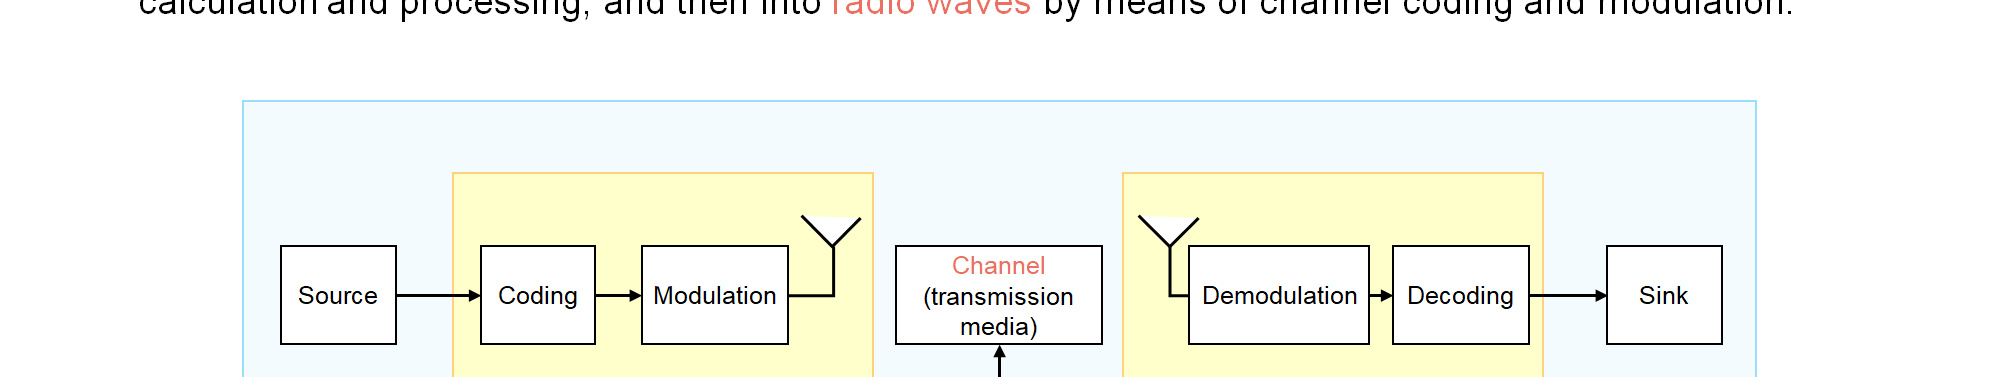 calculation and processing, and then into radio waves by means of channel coding and modulation.
Source
Coding
Modulation
Channel
(transmission
media)
Demodulation
Decoding
Sink